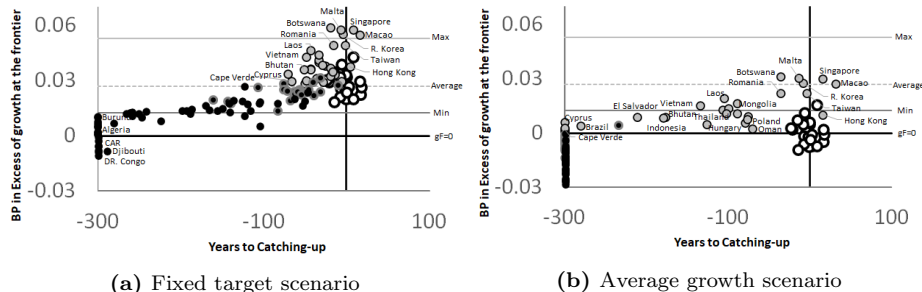 BP in Excess of growth at the frontier
0.06
0.03
0
-0.03
Malta
Botswana
Singapore
Romania
Macao
Laos
R. Korea
Vietnam
Taiwan
Bhutan
Hong Kong
Cyprus
Cape Verde
Burundi
Algeria
CAR
Djibouti
DR. Congo
Max
Average
Min
gF=0
-300
-100
100
Years to Catching-up
(a) Fixed target scenario
BP in Excess of growth at the frontier
0.06
0.03
0
-0.03
Malta
Botswana
Singapore
Romania
Macao
R. Korea
Laos
Vietnam
Mongolia
Taiwan
El Salvador
Bhutan
Thailand
Poland
Hong Kong
Cyprus
Brazil
Indonesia
Hungary
Oman
Cape Verde
Max
Average
Min
gF=0
-300
-100
100
Years to Catching-up
(b) Average growth scenario